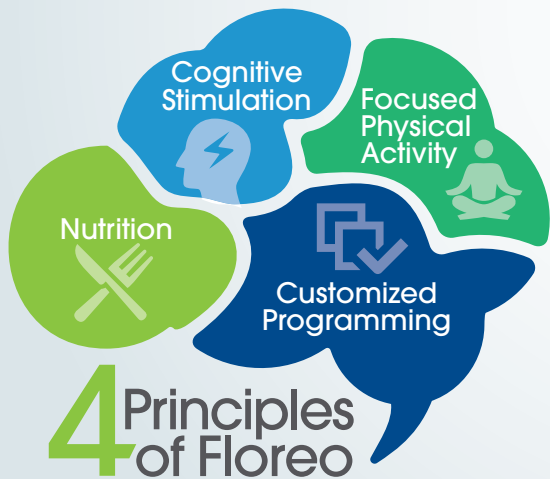 Cognitive
Stimulation
Focused
Physical
Activity
Nutrition
Customized
Programming
4 Principles
of Floreo